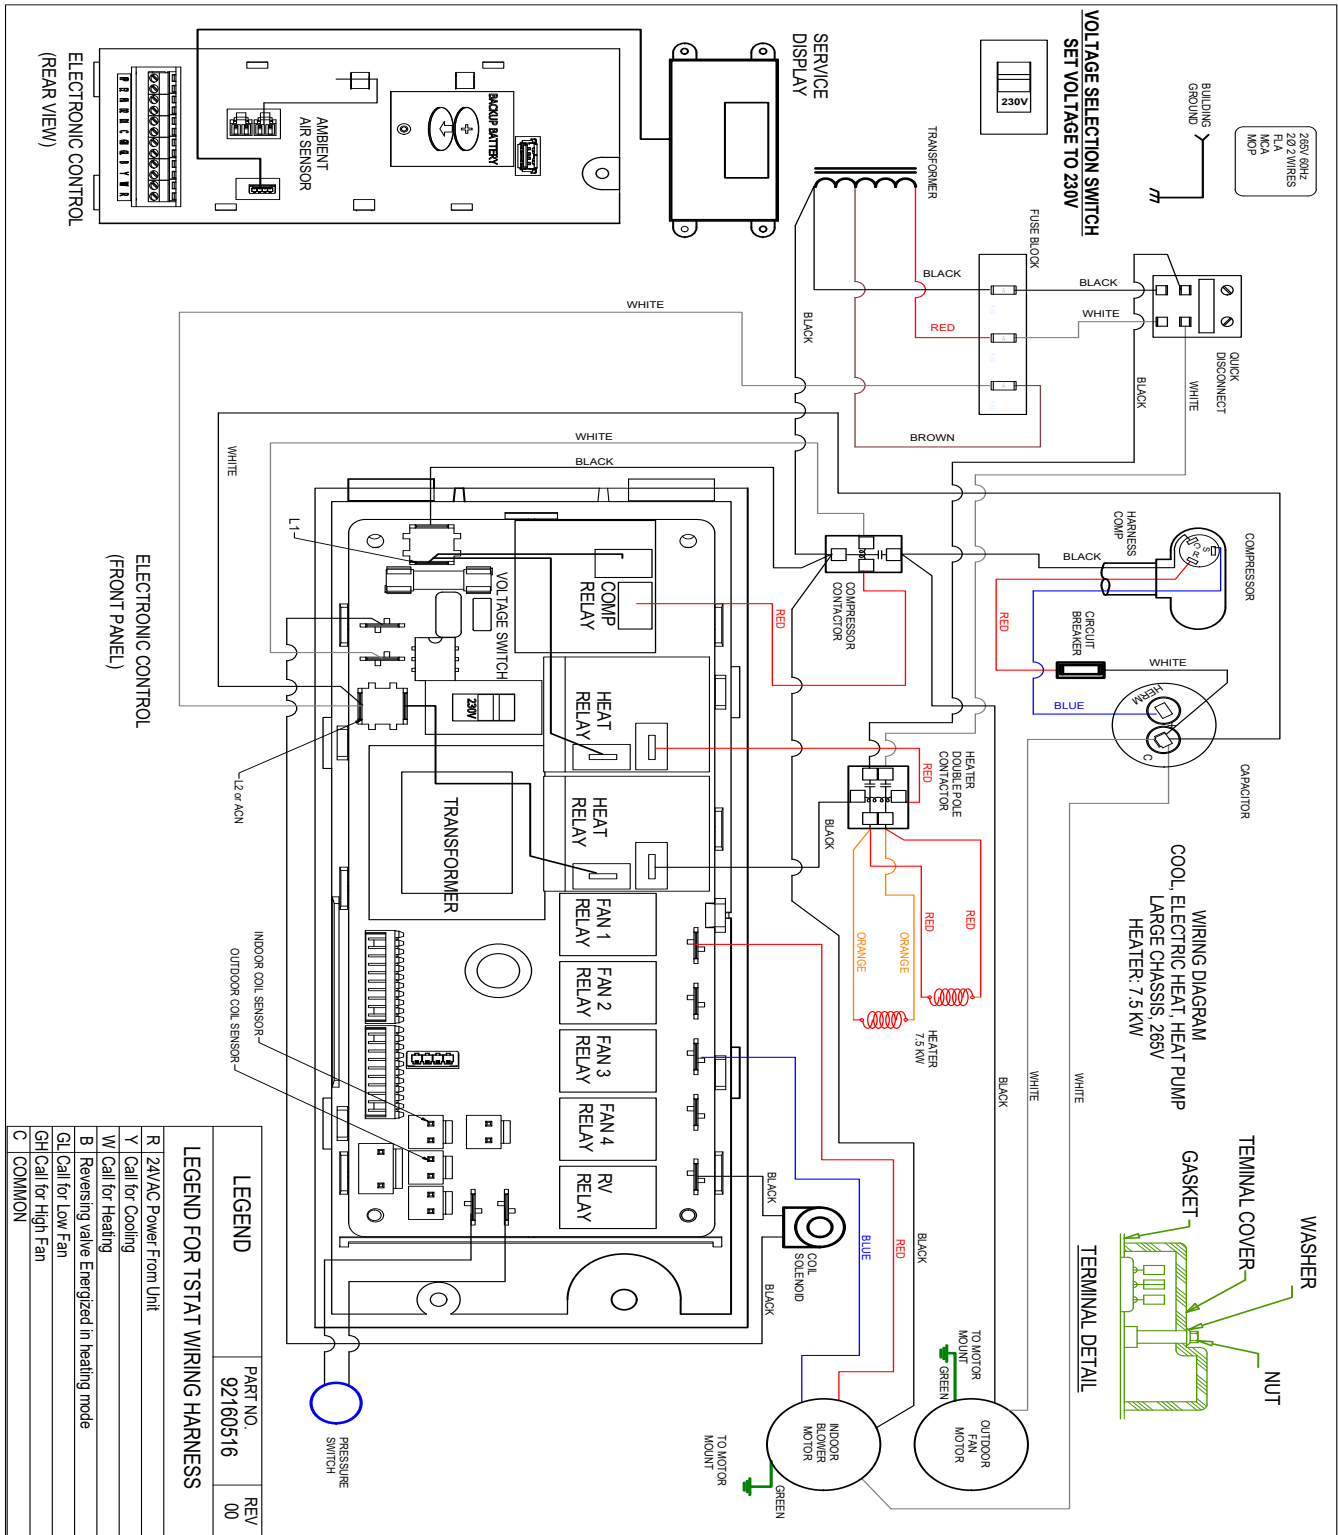 VOLTAGE SELECTION SWITCH
SET VOLTAGE TO 230V
230V
BUILDING
GROUND
265V 60Hz
2Ø 2 WIRES
FLA
MCA
MOP
SERVICE
DISPLAY
ELECTRONIC CONTROL
(REAR VIEW)
AMBIENT
AIR SENSOR
BACKUP BATTERY
TRANSFORMER
FUSE BLOCK
BLACK
BLACK
RED
WHITE
BROWN
QUICK
DISCONNECT
BLACK
WHITE
BLACK
WHITE
WHITE
BLACK
WHITE
L1
ELECTRONIC CONTROL
(FRONT PANEL)
L2 or ACN
VOLTAGE SWITCH
230V
COMP
RELAY
HEAT
RELAY
HEAT
RELAY
TRANSFORMER
FAN 1
RELAY
FAN 2
RELAY
FAN 3
RELAY
FAN 4
RELAY
RV
RELAY
INDOOR COIL SENSOR
OUTDOOR COIL SENSOR
COMPRESSOR
CONTACTOR
RED
BLACK
HARNESS
COMP
COMPRESSOR
S
C
R
RED
CIRCUIT
BREAKER
WHITE
BLUE
HERM
C
CAPACITOR
HEATER
DOUBLE POLE
CONTACTOR
RED
BLACK
RED
RED
ORANGE
ORANGE
HEATER
7.5 KW
WIRING DIAGRAM
COOL, ELECTRIC HEAT, HEAT PUMP
LARGE CHASSIS, 265V
HEATER: 7.5 KW
BLACK
WHITE
WHITE
BLACK
BLACK
COIL
SOLENOID
BLUE
RED
BLACK
TO MOTOR
MOUNT
GREEN
OUTDOOR
FAN
MOTOR
INDOOR
BLOWER
MOTOR
TO MOTOR
MOUNT
GREEN
PRESSURE
SWITCH
WASHER
TEMINAL COVER
GASKET
NUT
TERMINAL DETAIL
LEGEND
PART NO.
92160516
REV
00
LEGEND FOR TSTAT WIRING HARNESS
R 24VAC Power From Unit
Y Call for Cooling
W Call for Heating
B Reversing valve Energized in heating mode
GL Call for Low Fan
GH Call for High Fan
C COMMON